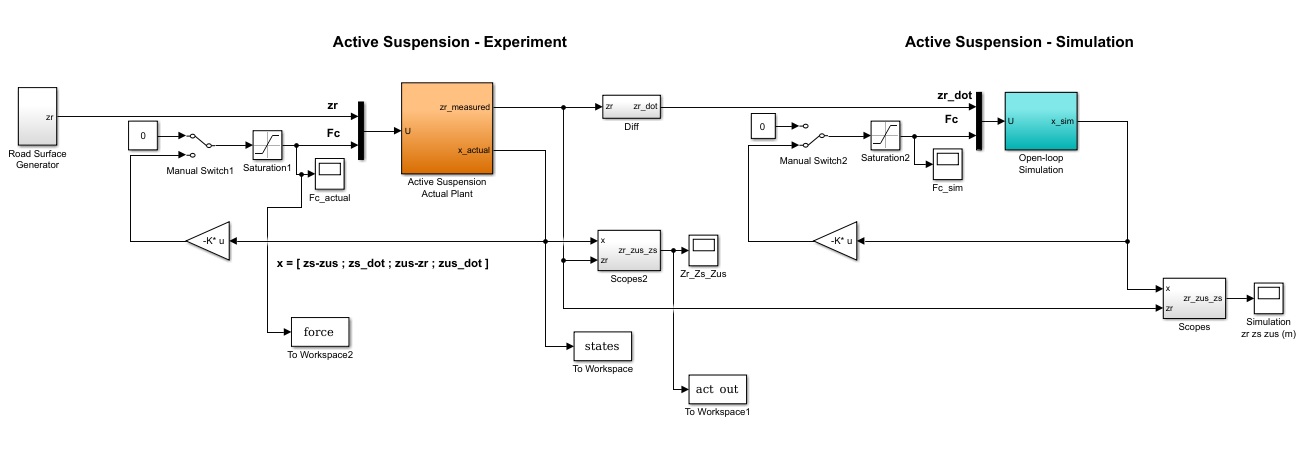 Active Suspension - Experiment
Active Suspension - Simulation
zr
Road Surface
Generator
0
Manual Switch1
Saturation1
Fc_actual
zr
Fc
U
zr_measured
x_actual
Active Suspension
Actual Plant
zr
zr_dot
Diff
0
Manual Switch2
Saturation2
Fc_sim
zr_dot
Fc
U
x_sim
Open-loop
Simulation
-K* u
x = [ zs-zus ; zs_dot ; zus-zr ; zus_dot ]
x
zr
zr_zus_zs
Scopes2
Zr_Zs_Zus
-K* u
x
zr
zr_zus_zs
Scopes
Simulation
zr zs zus (m)
force
To Workspace2
states
To Workspace
act out
To Workspace1